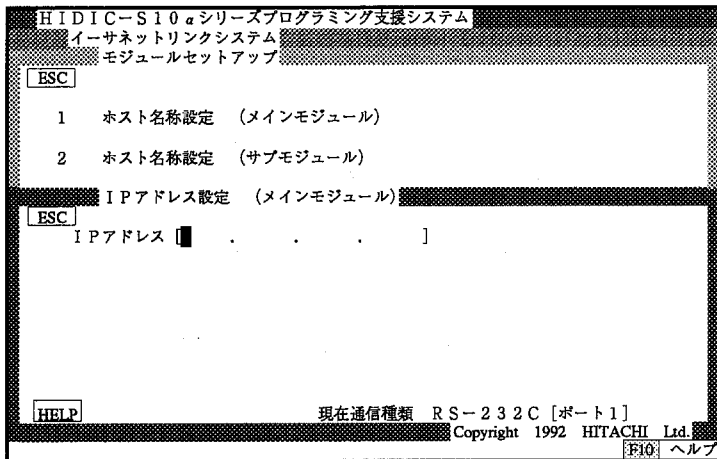 HIDIC-S10αシリーズプログラミング支援システム
イーサネットリンクシステム
モジュールセットアップ
ESC
1 ホスト名称設定 (メインモジュール)
2 ホスト名称設定 (サブモジュール)
IPアドレス設定 (メインモジュール)
ESC
IPアドレス [ . . . ]
HELP 現在通信種類 RS-232C [ポート1]
Copyright 1992 HITACHI Ltd.
F10 ヘルプ